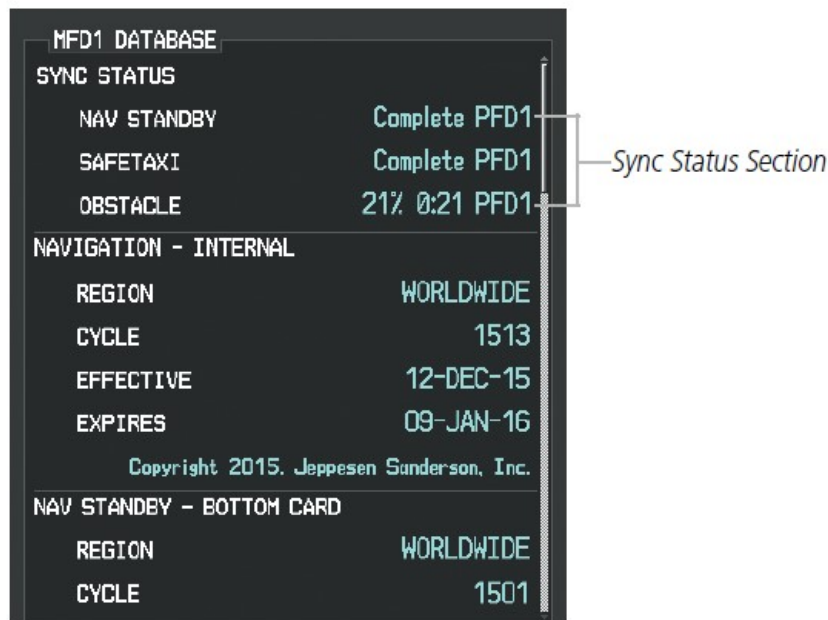 MFD1 DATABASE
SYNC STATUS
NAV STANDBY Complete PFD1
SAFETAXI Complete PFD1
OBSTACLE 21% 0:21 PFD1
Sync Status Section
NAVIGATION - INTERNAL
REGION WORLDWIDE
CYCLE 1513
EFFECTIVE 12-DEC-15
EXPIRES 09-JAN-16
Copyright 2015. Jeppesen Sanderson, Inc.
NAV STANDBY - BOTTOM CARD
REGION WORLDWIDE
CYCLE 1501